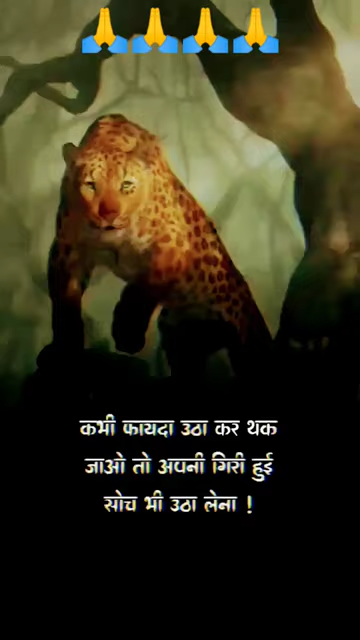 🙏🙏🙏🙏
कभी फायदा उठा कर थक
जाओ तो अपनी गिरी हुई
सोच भी उठा लेना !